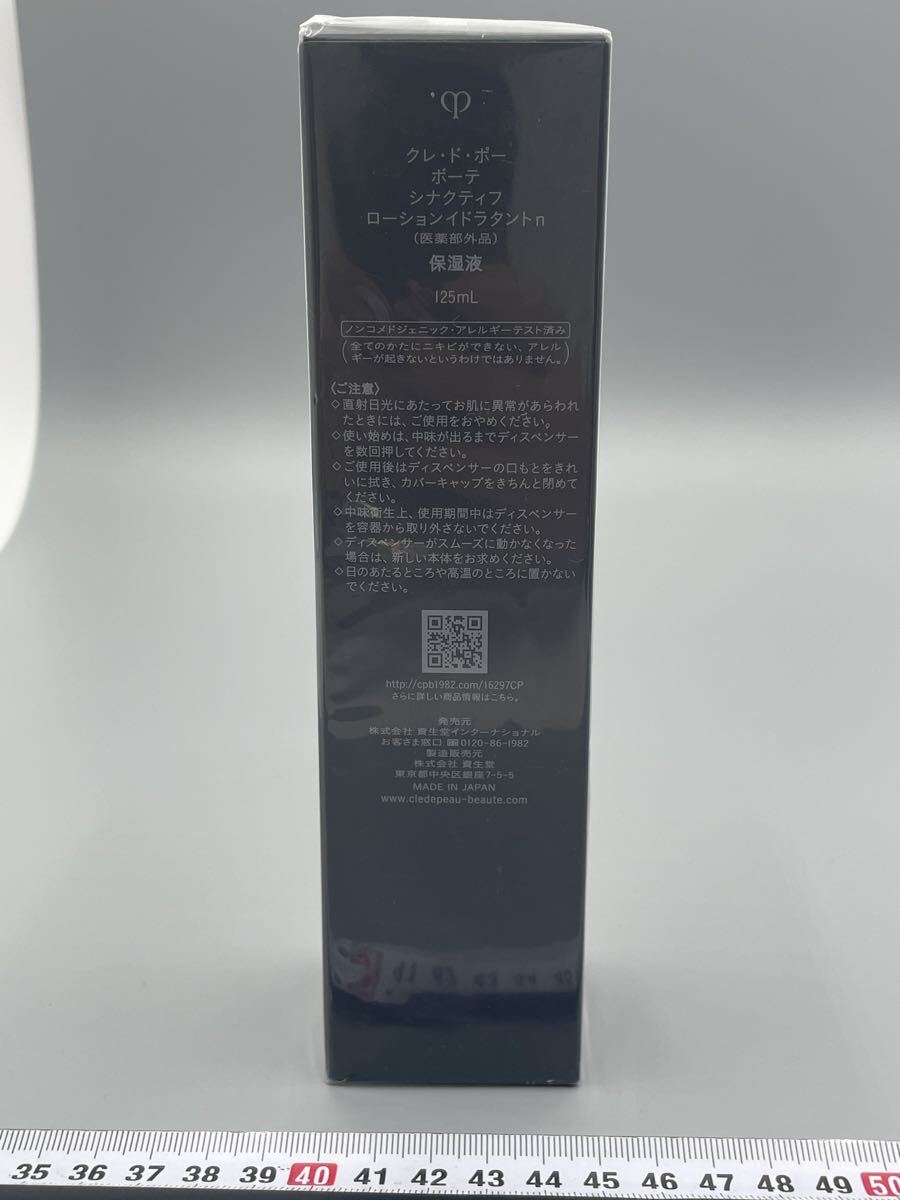 クレ・ド・ポー
ボーテ
シナクティフ
ローションイドラタントn
(医薬部外品)
保湿液
125mL
ノンコメドジェニック・アレルギーテスト済み
(全てのかたにニキビができない、アレル
ギーが起きないというわけではありません。)
〈ご注意〉
◇直射日光にあたってお肌に異常があらわれ
たときには、ご使用をおやめください。
◇使い始めは、中味が出るまでディスペンサー
を数回押してください。
◇ご使用後はディスペンサーの口もとをきれ
いに拭き、カバーキャップをきちんと閉めて
ください。
◇中味衛生上、使用期間中はディスペンサー
を容器から取り外さないでください。
◇ディスペンサーがスムーズに動かなくなった
場合は、新しい本体をお求めください。
◇日のあたるところや高温のところに置かない
でください。
http://cpb1982.com/16297CP
さらに詳しい商品情報はこちら。
発売元
株式会社 資生堂インターナショナル
お客さま窓口 0120-86-1982
製造販売元
株式会社 資生堂
東京都中央区銀座7-5-5
MADE IN JAPAN
www.cledepeau-beaute.com
35 36 37 38 39 40 41 42 43 44 45 46 47 48 49 50